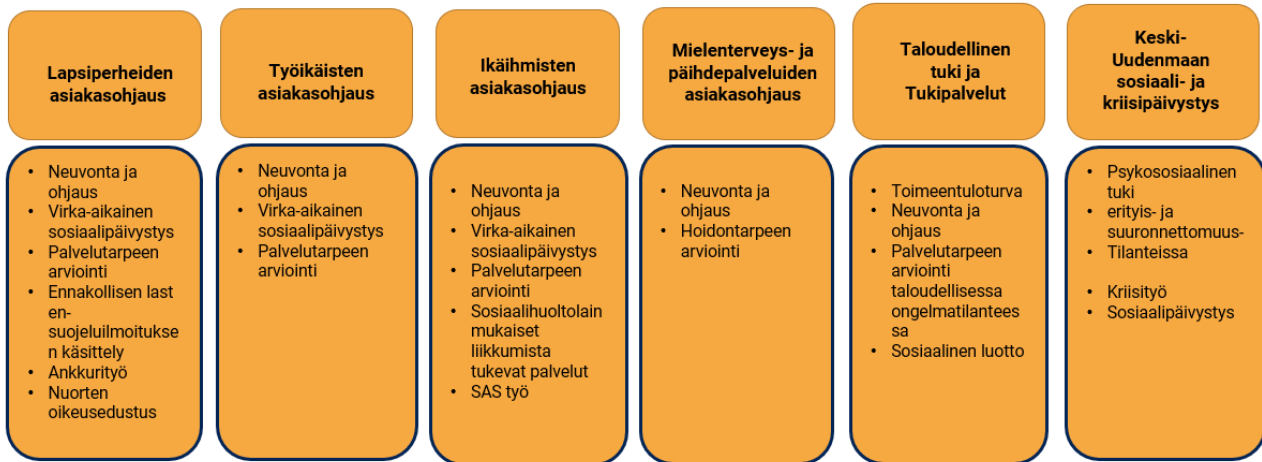 Lapsiperheiden
asiakasohjaus
• Neuvonta ja
ohjaus
• Virka-aikainen
sosiaalipäivystys
• Palvelutarpeen
arviointi
• Ennakollisen last
en-
suojeluilmoitukse
n käsittely
• Ankkurityö
• Nuorten
oikeusedustus
Työikäisten
asiakasohjaus
• Neuvonta ja
ohjaus
• Virka-aikainen
sosiaalipäivystys
• Palvelutarpeen
arviointi
Ikäihmisten
asiakasohjaus
• Neuvonta ja
ohjaus
• Virka-aikainen
sosiaalipäivystys
• Palvelutarpeen
arviointi
• Sosiaalihuoltolain
mukaiset
liikkumista
tukevat palvelut
• SAS työ
Mielenterveys- ja
päihdepalveluiden
asiakasohjaus
• Neuvonta ja
ohjaus
• Hoidontarpeen
arviointi
Taloudellinen
tuki ja
Tukipalvelut
• Toimeentuloturva
• Neuvonta ja
ohjaus
• Palvelutarpeen
arviointi
taloudellisessa
ongelmatilantee
ssa
• Sosiaalinen luotto
Keski-
Uudenmaan
sosiaali- ja
kriisipäivystys
• Psykososiaalinen
tuki
• erityis- ja
suuronnettomuus-
• Tilanteissa
• Kriisityö
• Sosiaalipäivystys